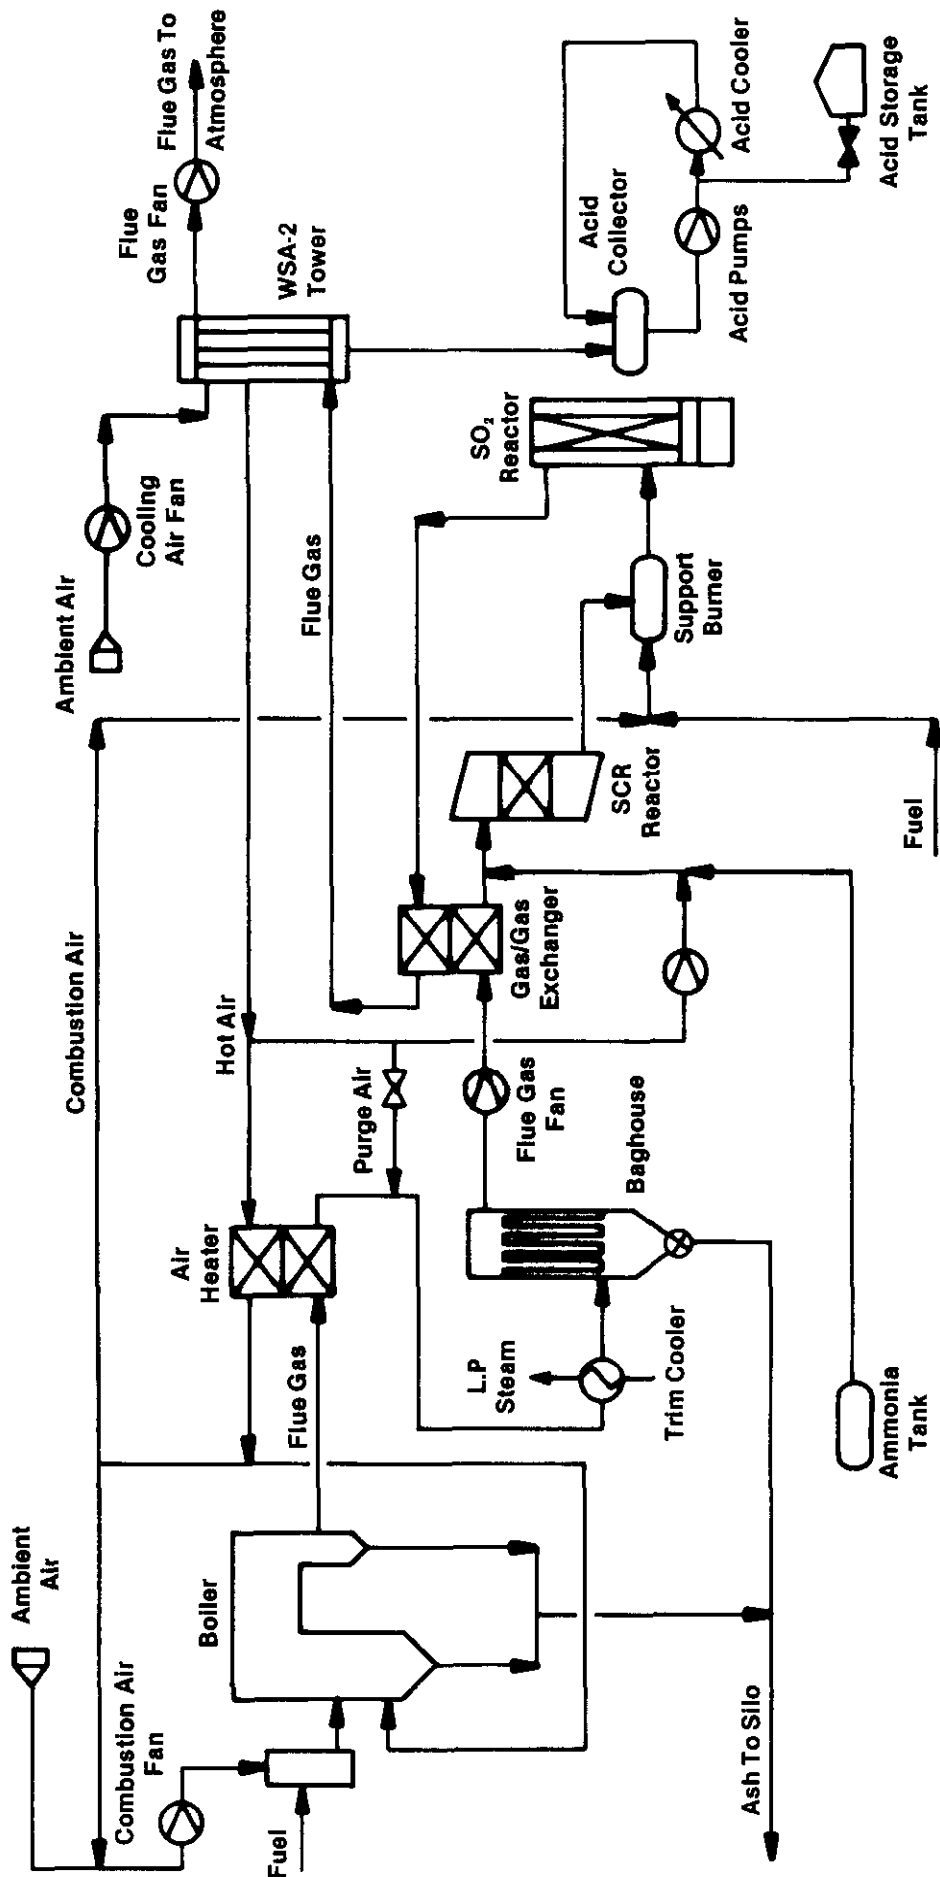 Ambient
Air
Combustion Air
Fan
Fuel
Boiler
Ash To Silo
Combustion Air
Flue Gas
Air
Heater
L.P
Steam
Trim Cooler
Ammonia
Tank
Hot Air
Purge Air
Baghouse
Flue Gas
Fan
Gas/Gas
Exchanger
Ambient Air
Cooling
Air Fan
Flue Gas
SCR
Reactor
Fuel
Support
Burner
SO₂
Reactor
WSA-2
Tower
Flue
Gas Fan
Flue Gas To
Atmosphere
Acid
Collector
Acid Pumps
Acid Cooler
Acid Storage
Tank